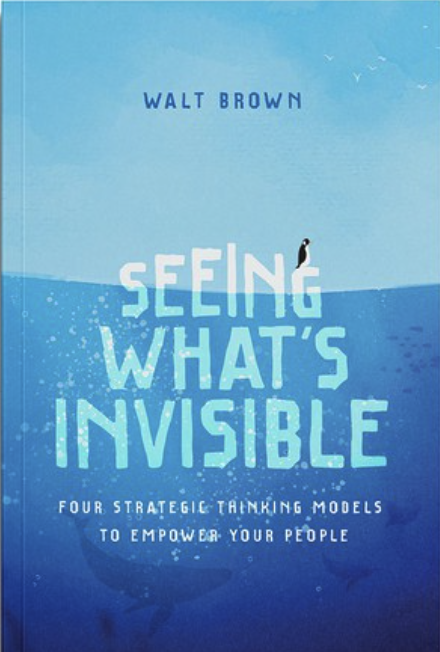 WALT BROWN
SEEING
WHAT'S
INVISIBLE
FOUR STRATEGIC THINKING MODELS
TO EMPOWER YOUR PEOPLE